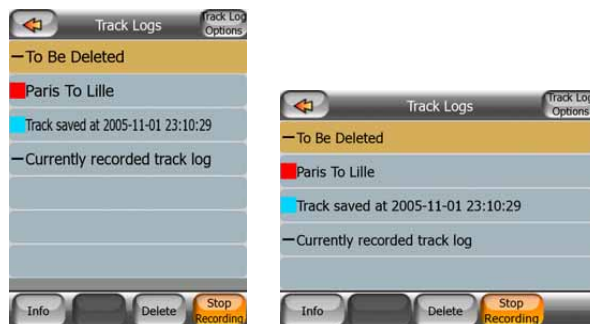 Track Logs
Track Log
Options
To Be Deleted
Paris To Lille
Track saved at 2005-11-01 23:10:29
Currently recorded track log
Info
Delete
Stop
Recording
Track Logs
Track Log
Options
To Be Deleted
Paris To Lille
Track saved at 2005-11-01 23:10:29
Currently recorded track log
Info
Delete
Stop
Recording